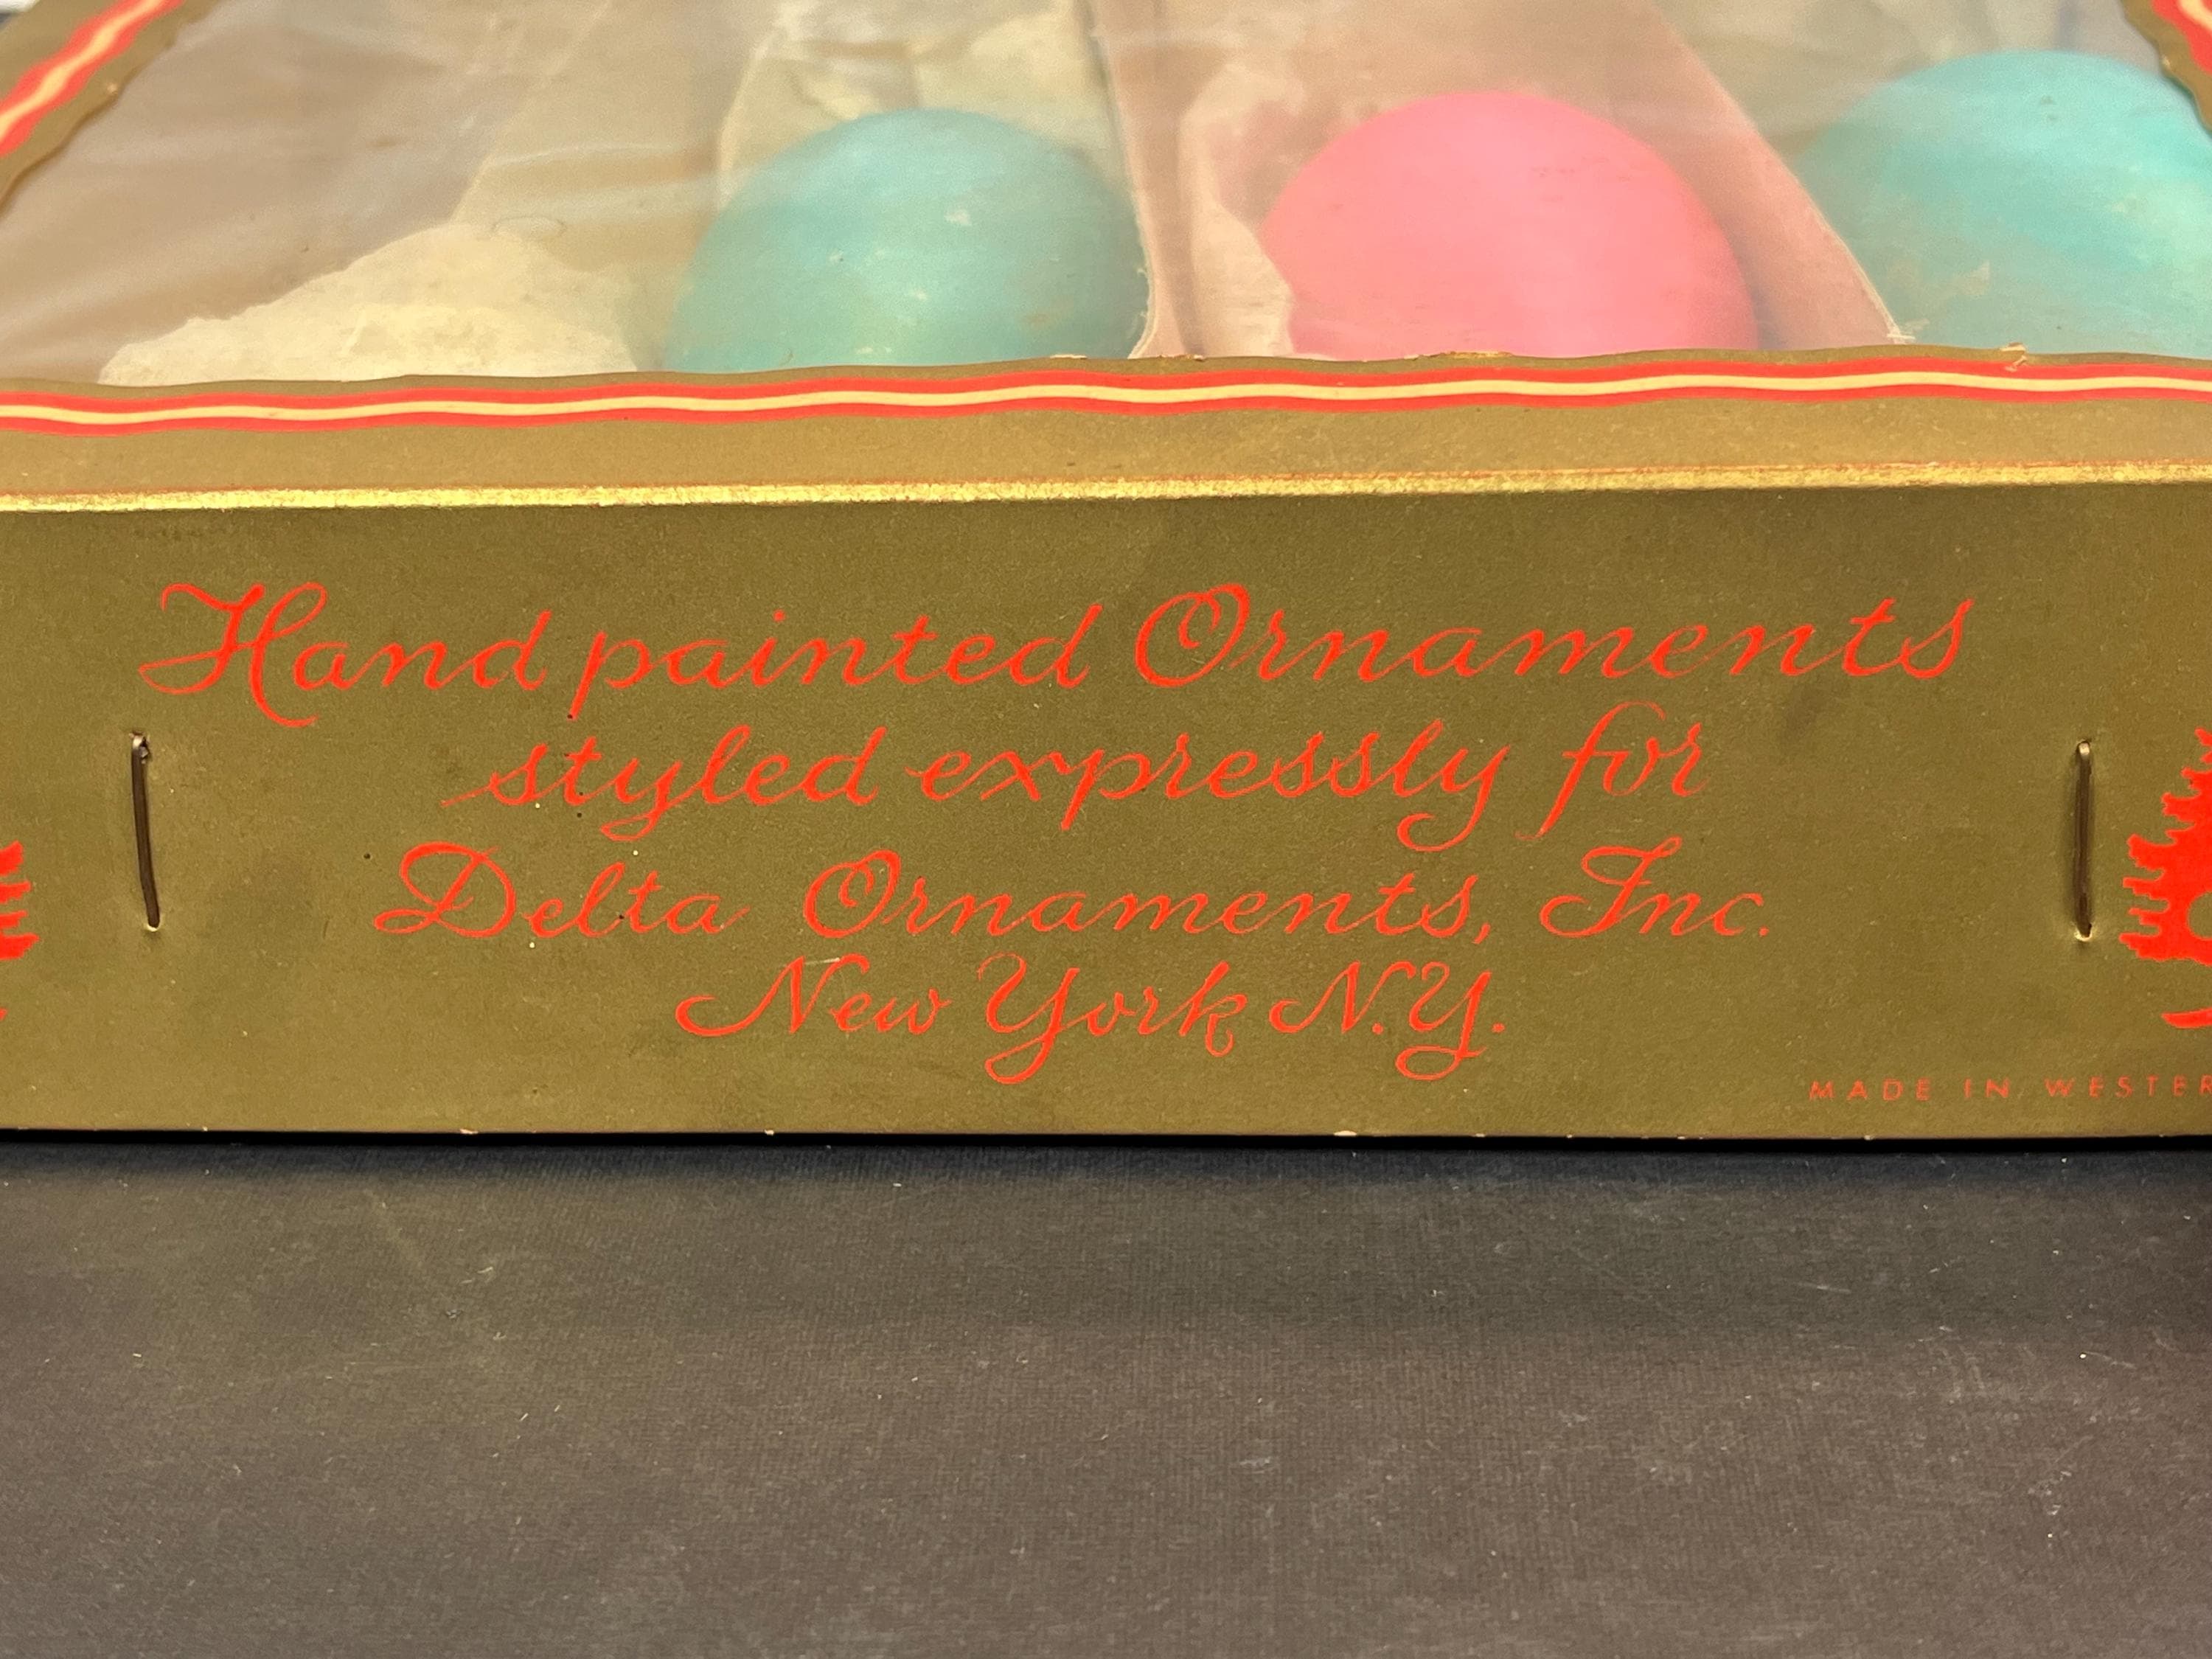 Hand painted Ornaments
styled expressly for
Delta Ornaments, Inc.
New York N.Y.
MADE IN WESTER